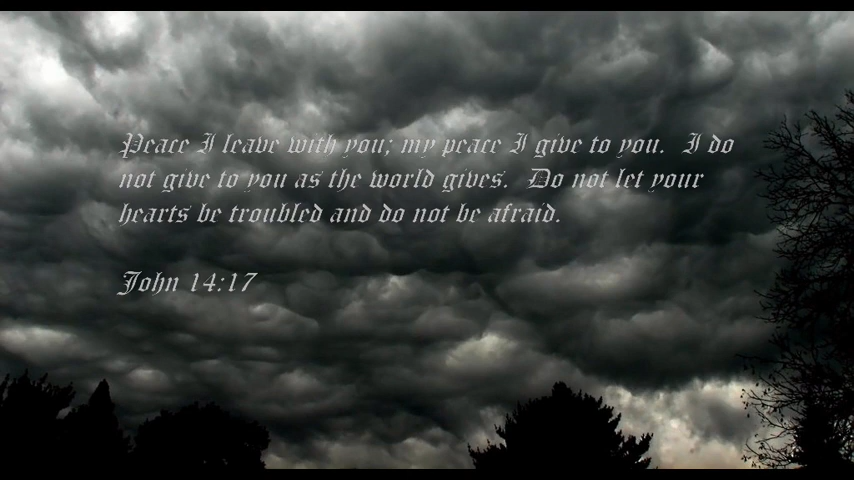 Peace I leave with you; my peace I give to you.  I do
not give to you as the world gives.  Do not let your
hearts be troubled and do not be afraid.
John 14:17